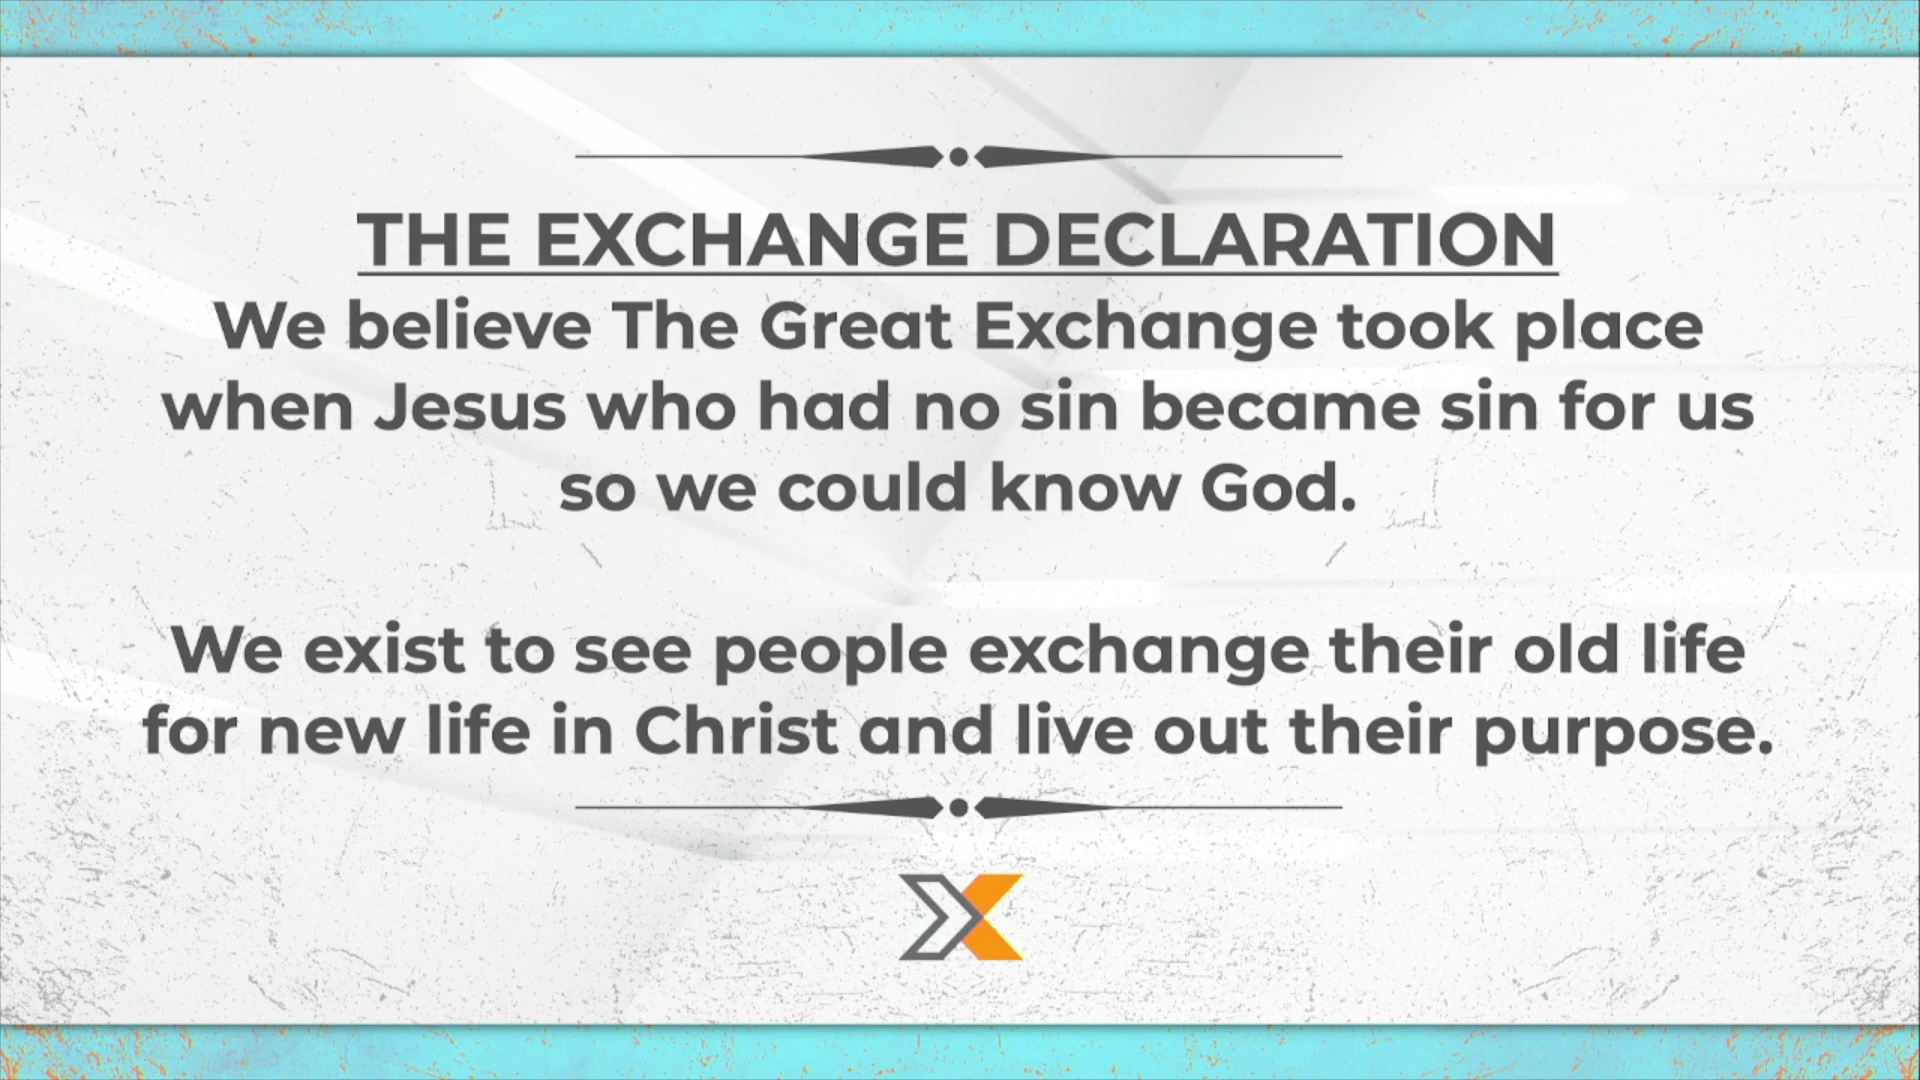 THE EXCHANGE DECLARATION
We believe The Great Exchange took place
when Jesus who had no sin became sin for us
so we could know God.
We exist to see people exchange their old life
for new life in Christ and live out their purpose.